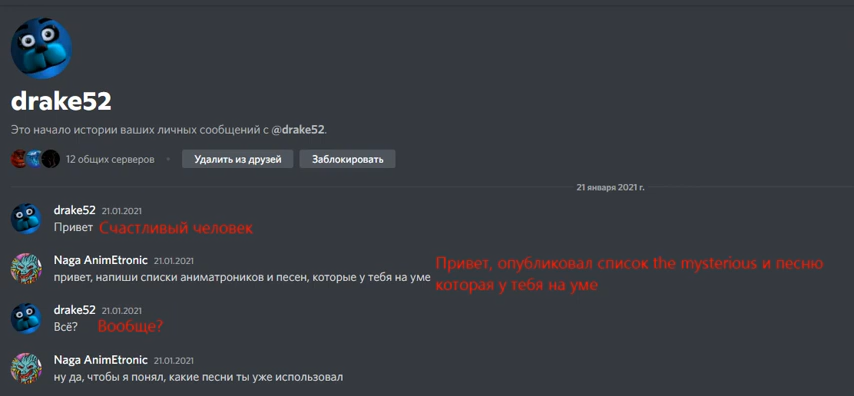 drake52
Это начало истории ваших личных сообщений с @drake52.
12 общих серверов • Удалить из друзей Заблокировать
21 января 2021 г.
drake52 21.01.2021
Привет Счастливый человек
Naga AnimEtronic 21.01.2021
привет, напиши списки аниматроников и песен, которые у тебя на уме
Привет, опубликовал список the mysterious и песню
которая у тебя на уме
drake52 21.01.2021
Всё? Вообще?
Naga AnimEtronic 21.01.2021
ну да, чтобы я понял, какие песни ты уже использовал